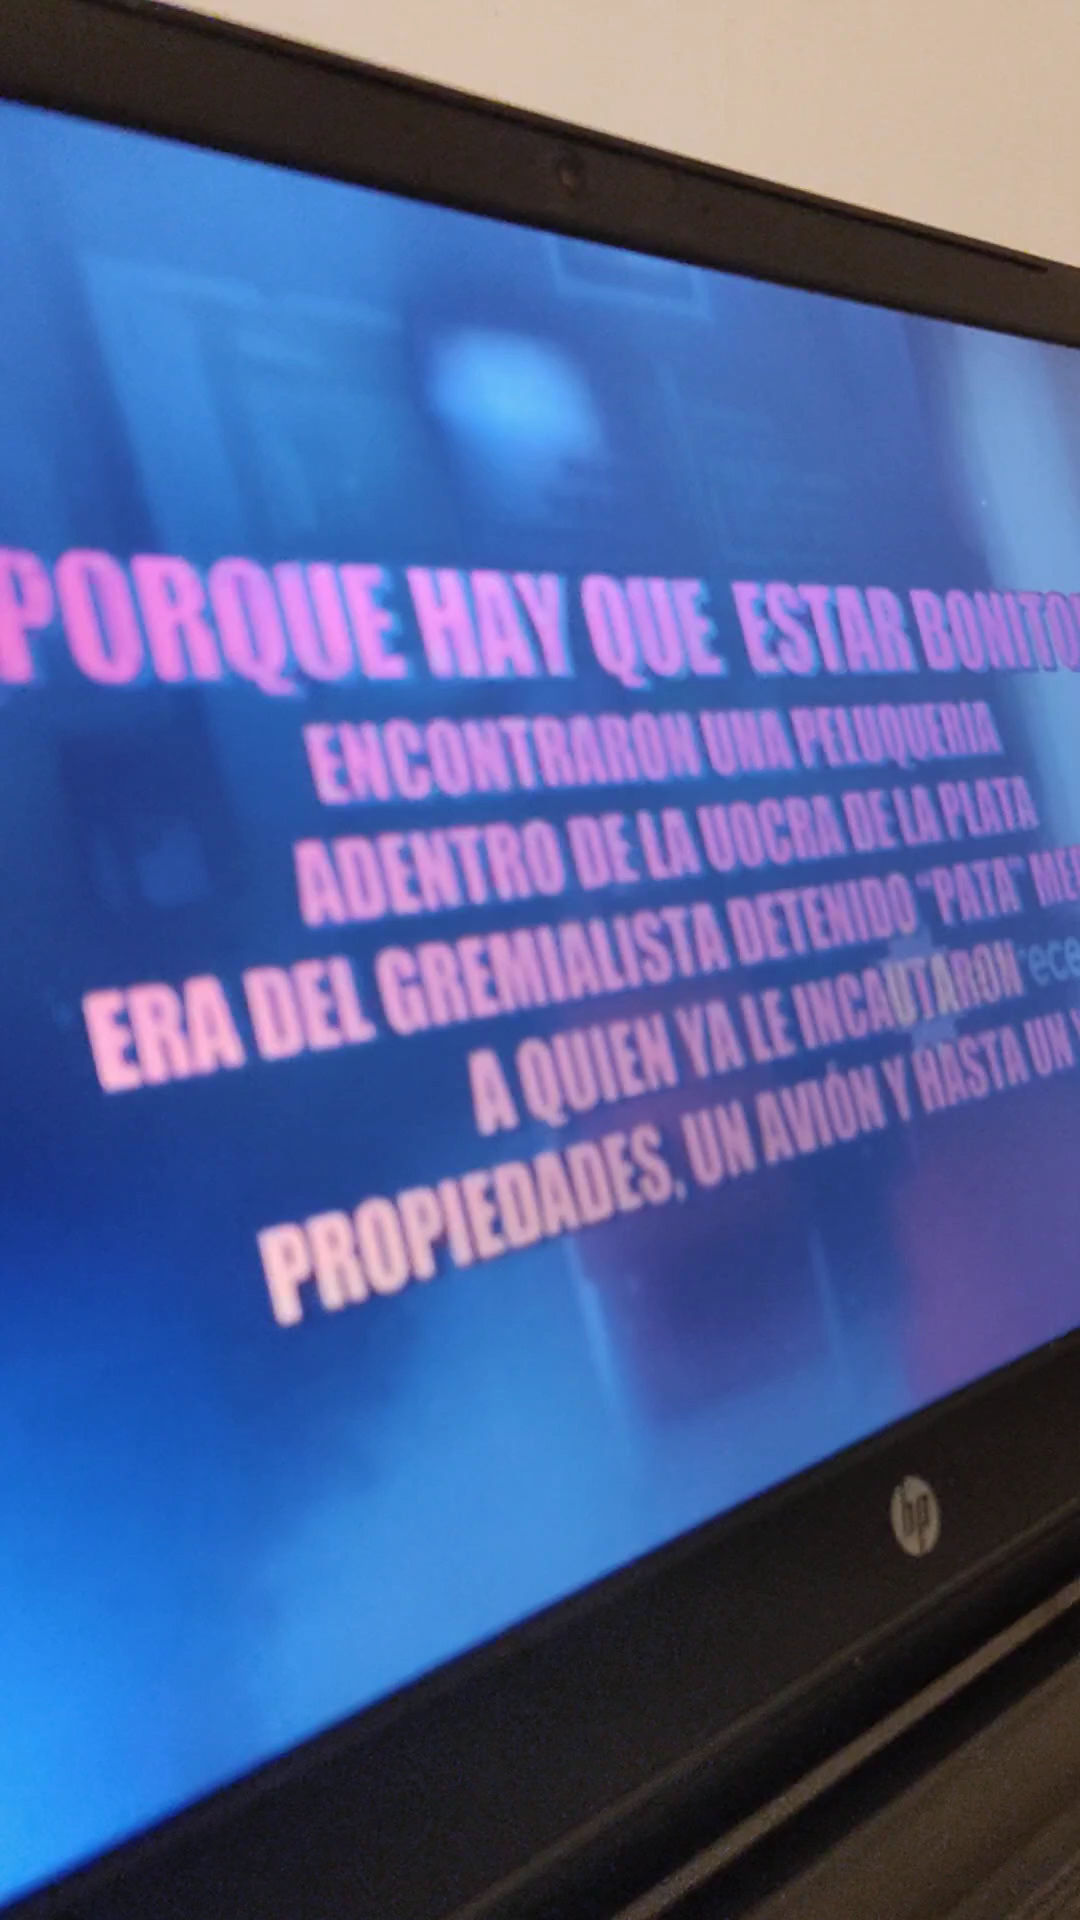 PORQUE HAY QUE ESTAR BONITO
ENCONTRARON UNA PELUQUERIA
ADENTRO DE LA UOCRA DE LA PLATA
ERA DEL GREMIALISTA DETENIDO "PATA"
A QUIEN YA LE INCAUTARON
PROPIEDADES, UN AVIÓN Y HASTA UN
hp